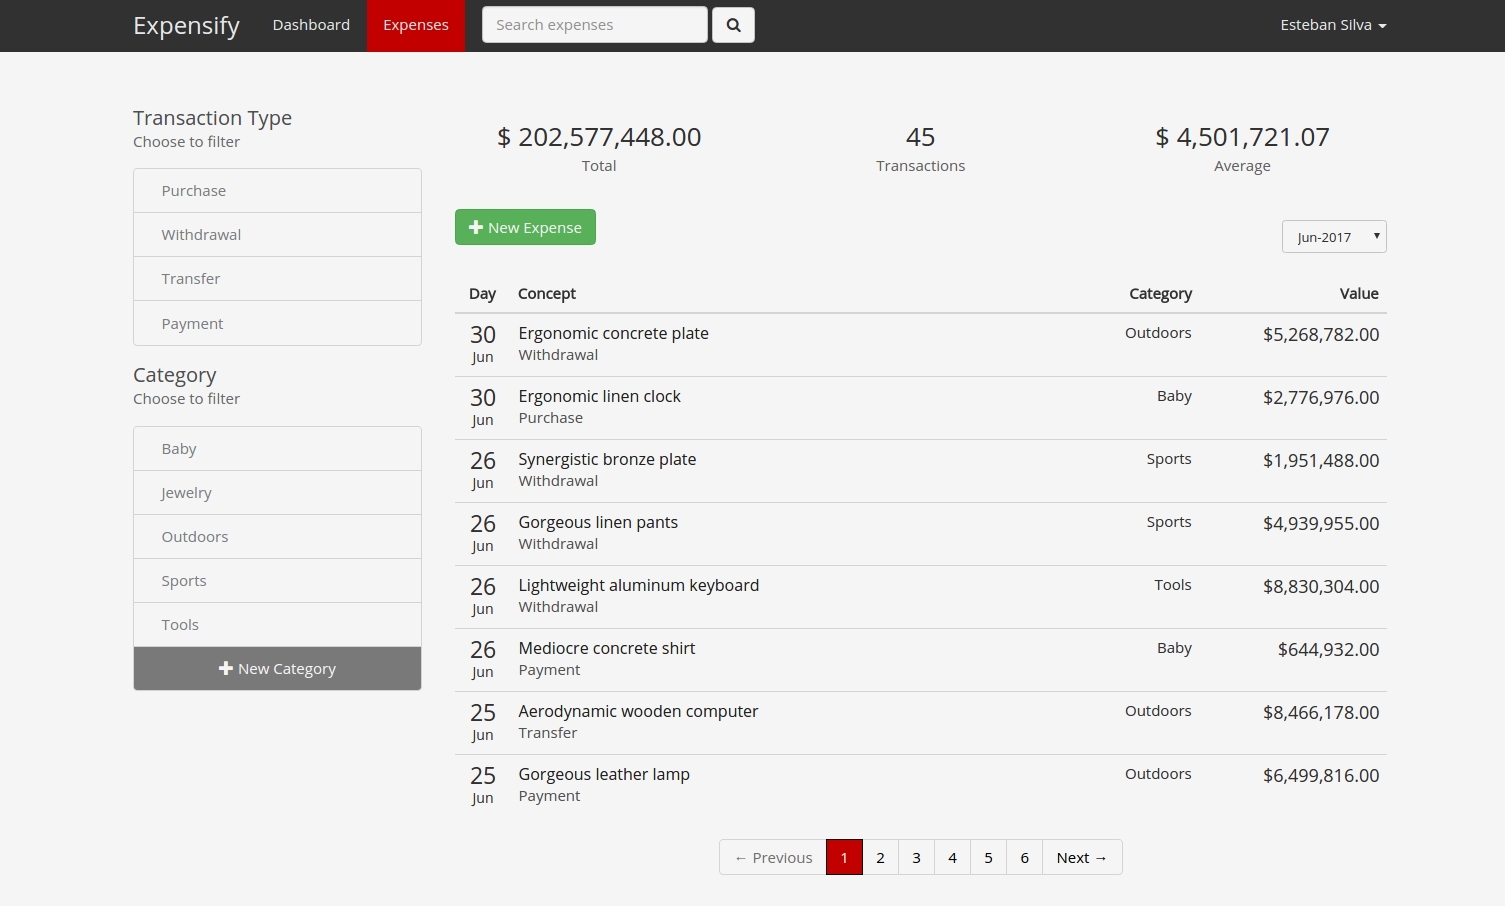 Expensify Dashboard Expenses Search expenses Esteban Silva
Transaction Type
Choose to filter
Purchase
Withdrawal
Transfer
Payment
Category
Choose to filter
Baby
Jewelry
Outdoors
Sports
Tools
New Category
$ 202,577,448.00
Total
45
Transactions
$ 4,501,721.07
Average
New Expense
Jun-2017
Day Concept Category Value
30 Ergonomic concrete plate Outdoors $5,268,782.00
Jun Withdrawal
30 Ergonomic linen clock Baby $2,776,976.00
Jun Purchase
26 Synergistic bronze plate Sports $1,951,488.00
Jun Withdrawal
26 Gorgeous linen pants Sports $4,939,955.00
Jun Withdrawal
26 Lightweight aluminum keyboard Tools $8,830,304.00
Jun Withdrawal
26 Mediocre concrete shirt Baby $644,932.00
Jun Payment
25 Aerodynamic wooden computer Outdoors $8,466,178.00
Jun Transfer
25 Gorgeous leather lamp Outdoors $6,499,816.00
Jun Payment
← Previous 1 2 3 4 5 6 Next →